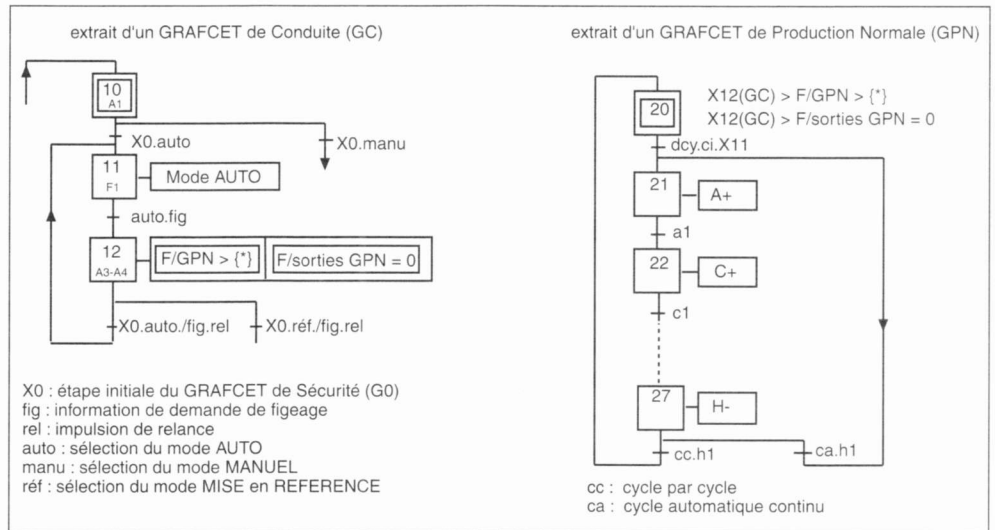 extrait d'un GRAFCET de Conduite (GC)
10
A1
X0.auto
X0.manu
11
F1
Mode AUTO
auto.fig
12
A3-A4
F/GPN > {*}
F/sorties GPN = 0
X0.auto./fig.rel
X0.réf./fig.rel
X0 : étape initiale du GRAFCET de Sécurité (G0)
fig : information de demande de figeage
rel : impulsion de relance
auto : sélection du mode AUTO
manu : sélection du mode MANUEL
réf : sélection du mode MISE en REFERENCE
extrait d'un GRAFCET de Production Normale (GPN)
20
X12(GC) > F/GPN > {*}
X12(GC) > F/sorties GPN = 0
dcy.ci.X11
21
A+
a1
22
C+
c1
27
H-
cc.h1
ca.h1
cc : cycle par cycle
ca : cycle automatique continu